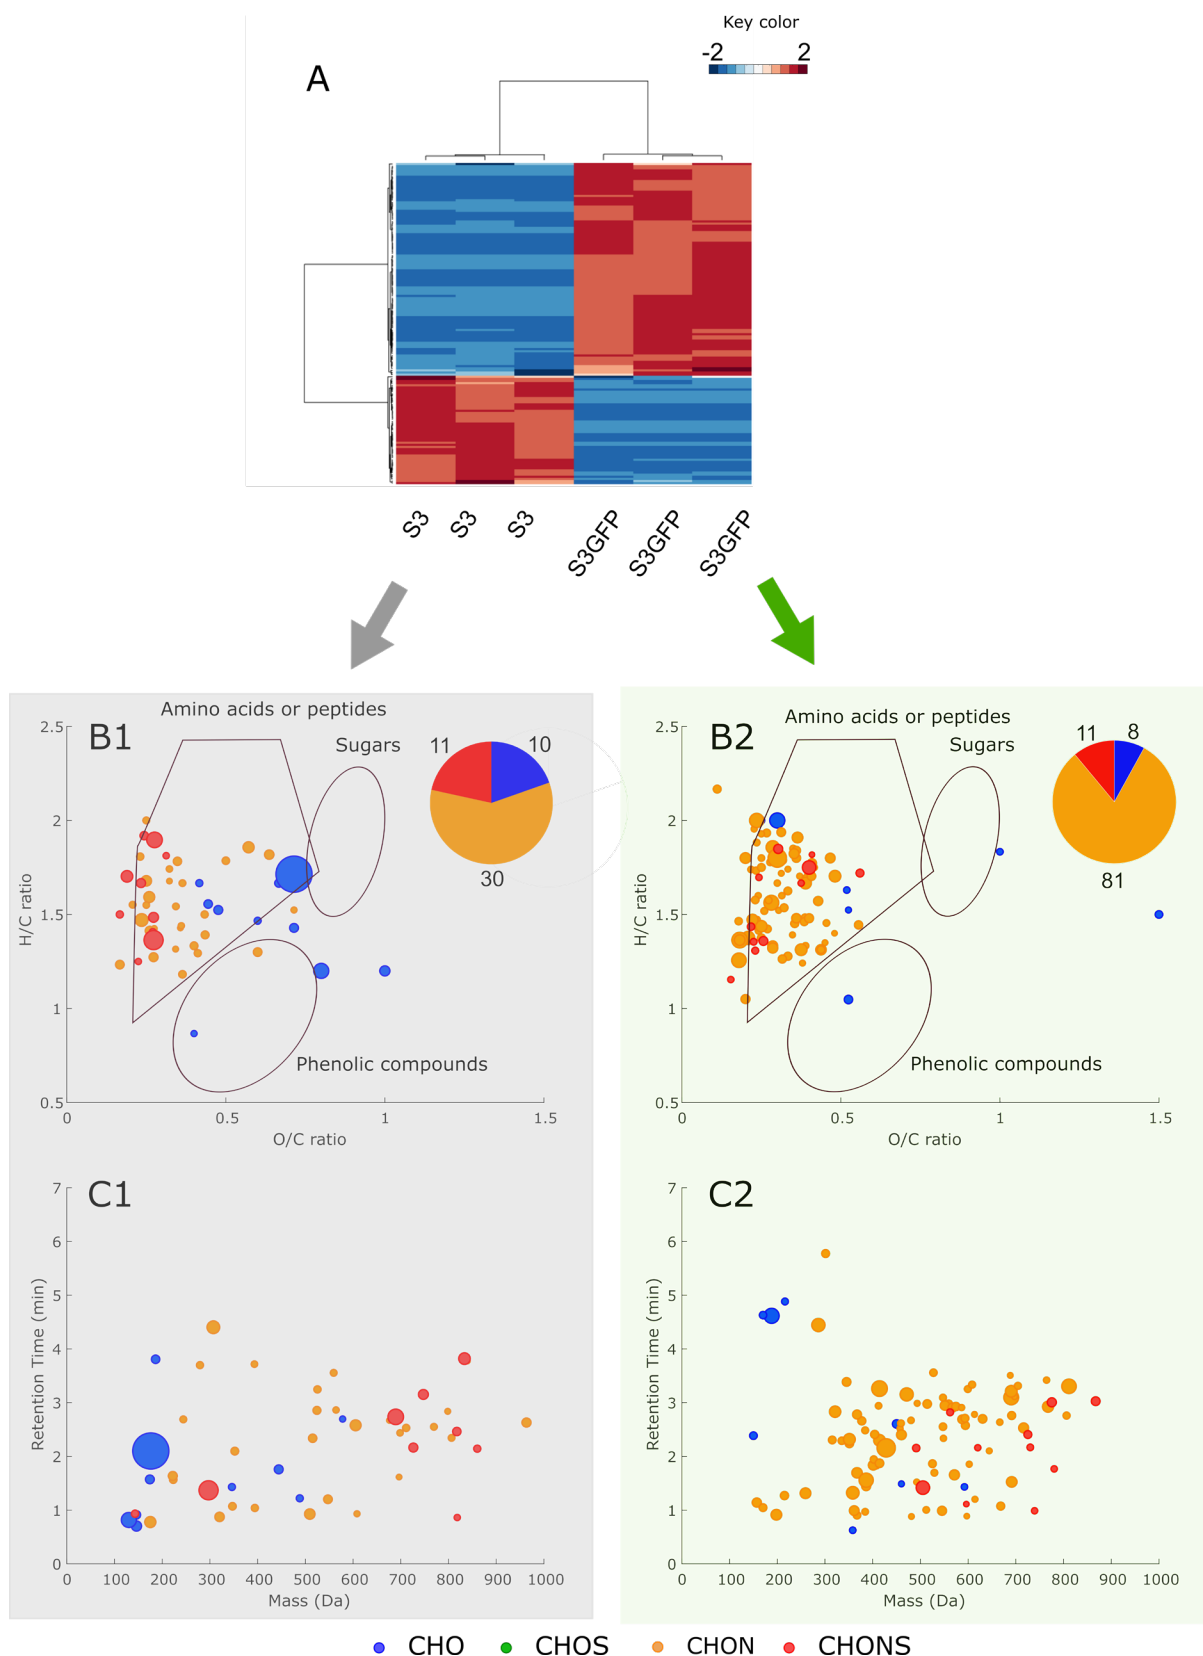 Key color
-2 2
A
S3 S3 S3 S3GFP S3GFP S3GFP
B1
Amino acids or peptides
Sugars
11 10
30
Phenolic compounds
H/C ratio
2.5
2
1.5
1
0.5
0 0.5 1 1.5
O/C ratio
B2
Amino acids or peptides
Sugars
11 8
81
Phenolic compounds
H/C ratio
2.5
2
1.5
1
0.5
0 0.5 1 1.5
O/C ratio
C1
Retention Time (min)
7
6
5
4
3
2
1
0
0 100 200 300 400 500 600 700 800 900 1000
Mass (Da)
C2
Retention Time (min)
7
6
5
4
3
2
1
0
0 100 200 300 400 500 600 700 800 900 1000
Mass (Da)
CHO CHOS CHON CHONS